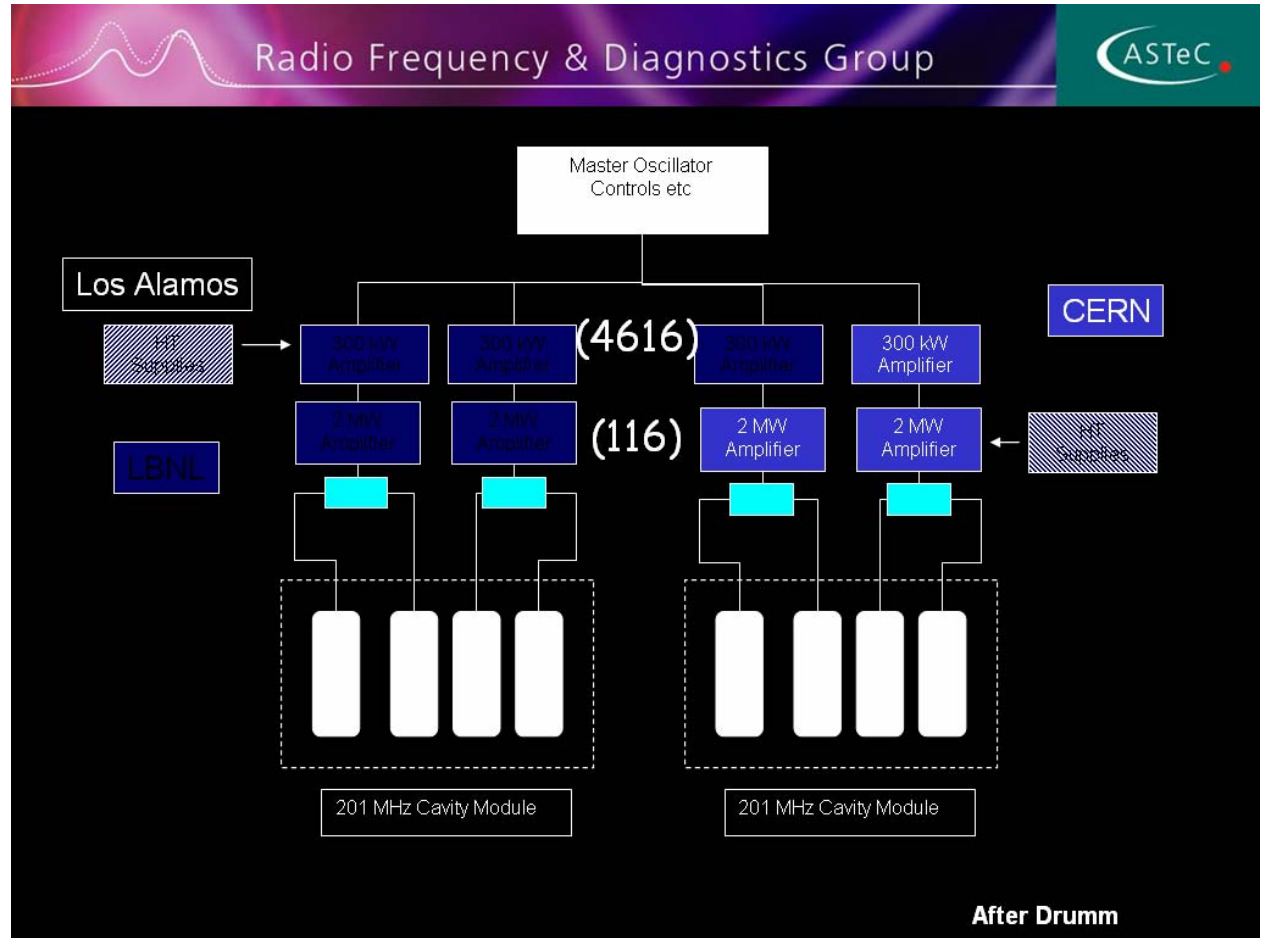 Radio Frequency & Diagnostics Group
ASTeC
Master Oscillator
Controls etc
Los Alamos
CERN
HT
Supplies
300 kW
Amplifier
300 kW
Amplifier
(4616)
300 kW
Amplifier
300 kW
Amplifier
2 MW
Amplifier
2 MW
Amplifier
(116)
2 MW
Amplifier
2 MW
Amplifier
HT
Supplies
LBNL
201 MHz Cavity Module
201 MHz Cavity Module
After Drumm